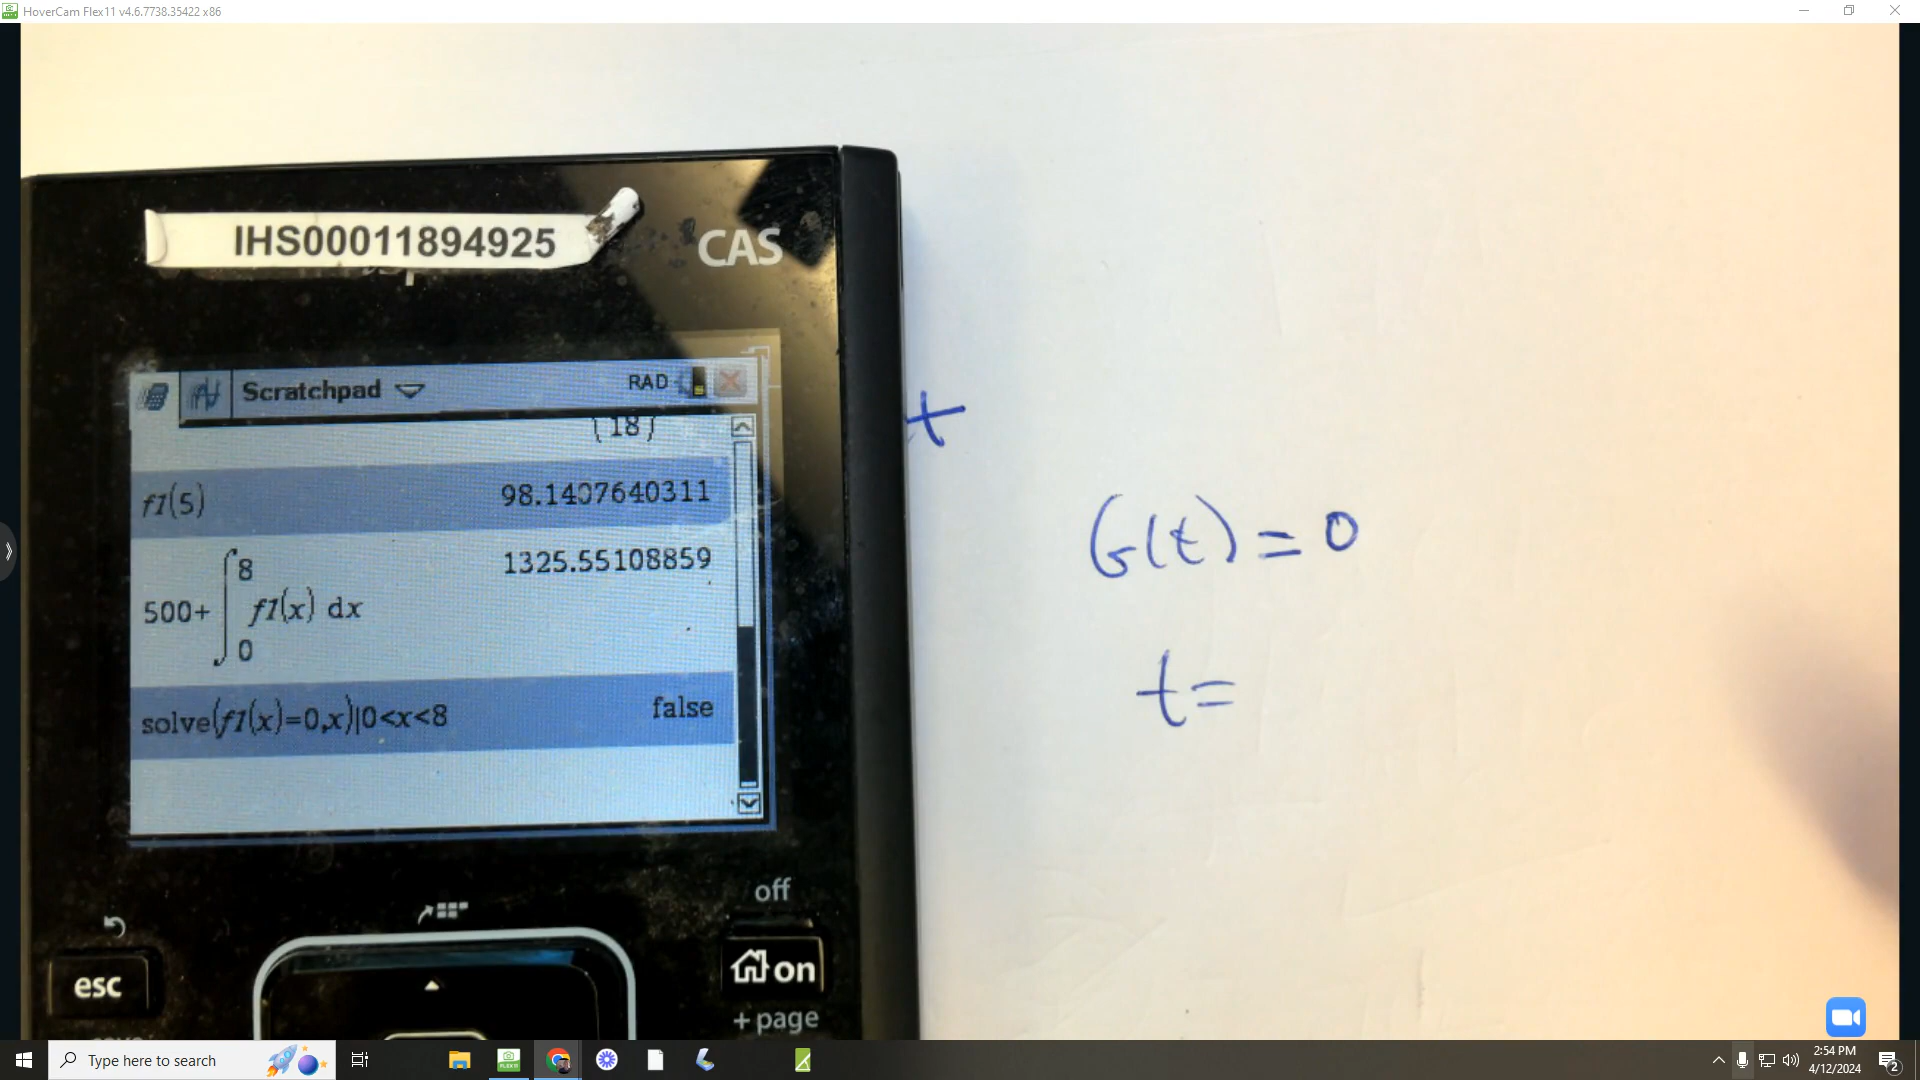 HoverCam Flex11 v4.6.7738.35422 x86
IHS00011894925
CAS
Scratchpad
RAD
(18)
f1(5)
98.1407640311
500+∫₀⁸ f1(x) dx
1325.55108859
solve(f1(x)=0,x)|0<x<8
false
+
G(t) = 0
t =
off
esc
on
+ page
Type here to search
2:54 PM
4/12/2024
2